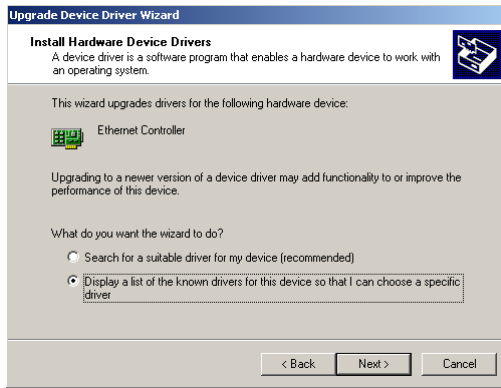 Upgrade Device Driver Wizard
Install Hardware Device Drivers
A device driver is a software program that enables a hardware device to work with
an operating system.
This wizard upgrades drivers for the following hardware device:
Ethernet Controller
Upgrading to a newer version of a device driver may add functionality to or improve the
performance of this device.
What do you want the wizard to do?
Search for a suitable driver for my device (recommended)
Display a list of the known drivers for this device so that I can choose a specific
driver
< Back Next > Cancel